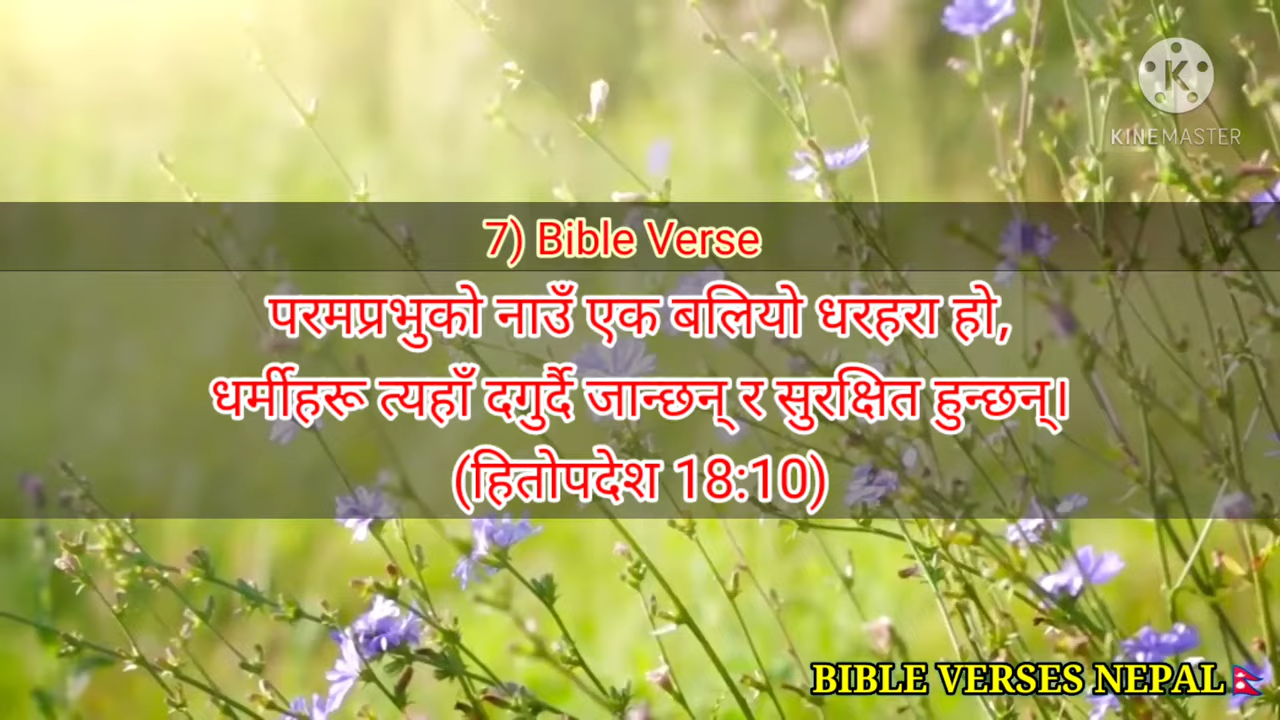 K
KINEMASTER
7) Bible Verse
परमप्रभुको नाउँ एक बलियो धरहरा हो,
धर्मीहरू त्यहाँ दगुर्दै जान्छन् र सुरक्षित हुन्छन्।
(हितोपदेश 18:10)
BIBLE VERSES NEPAL🇳🇵